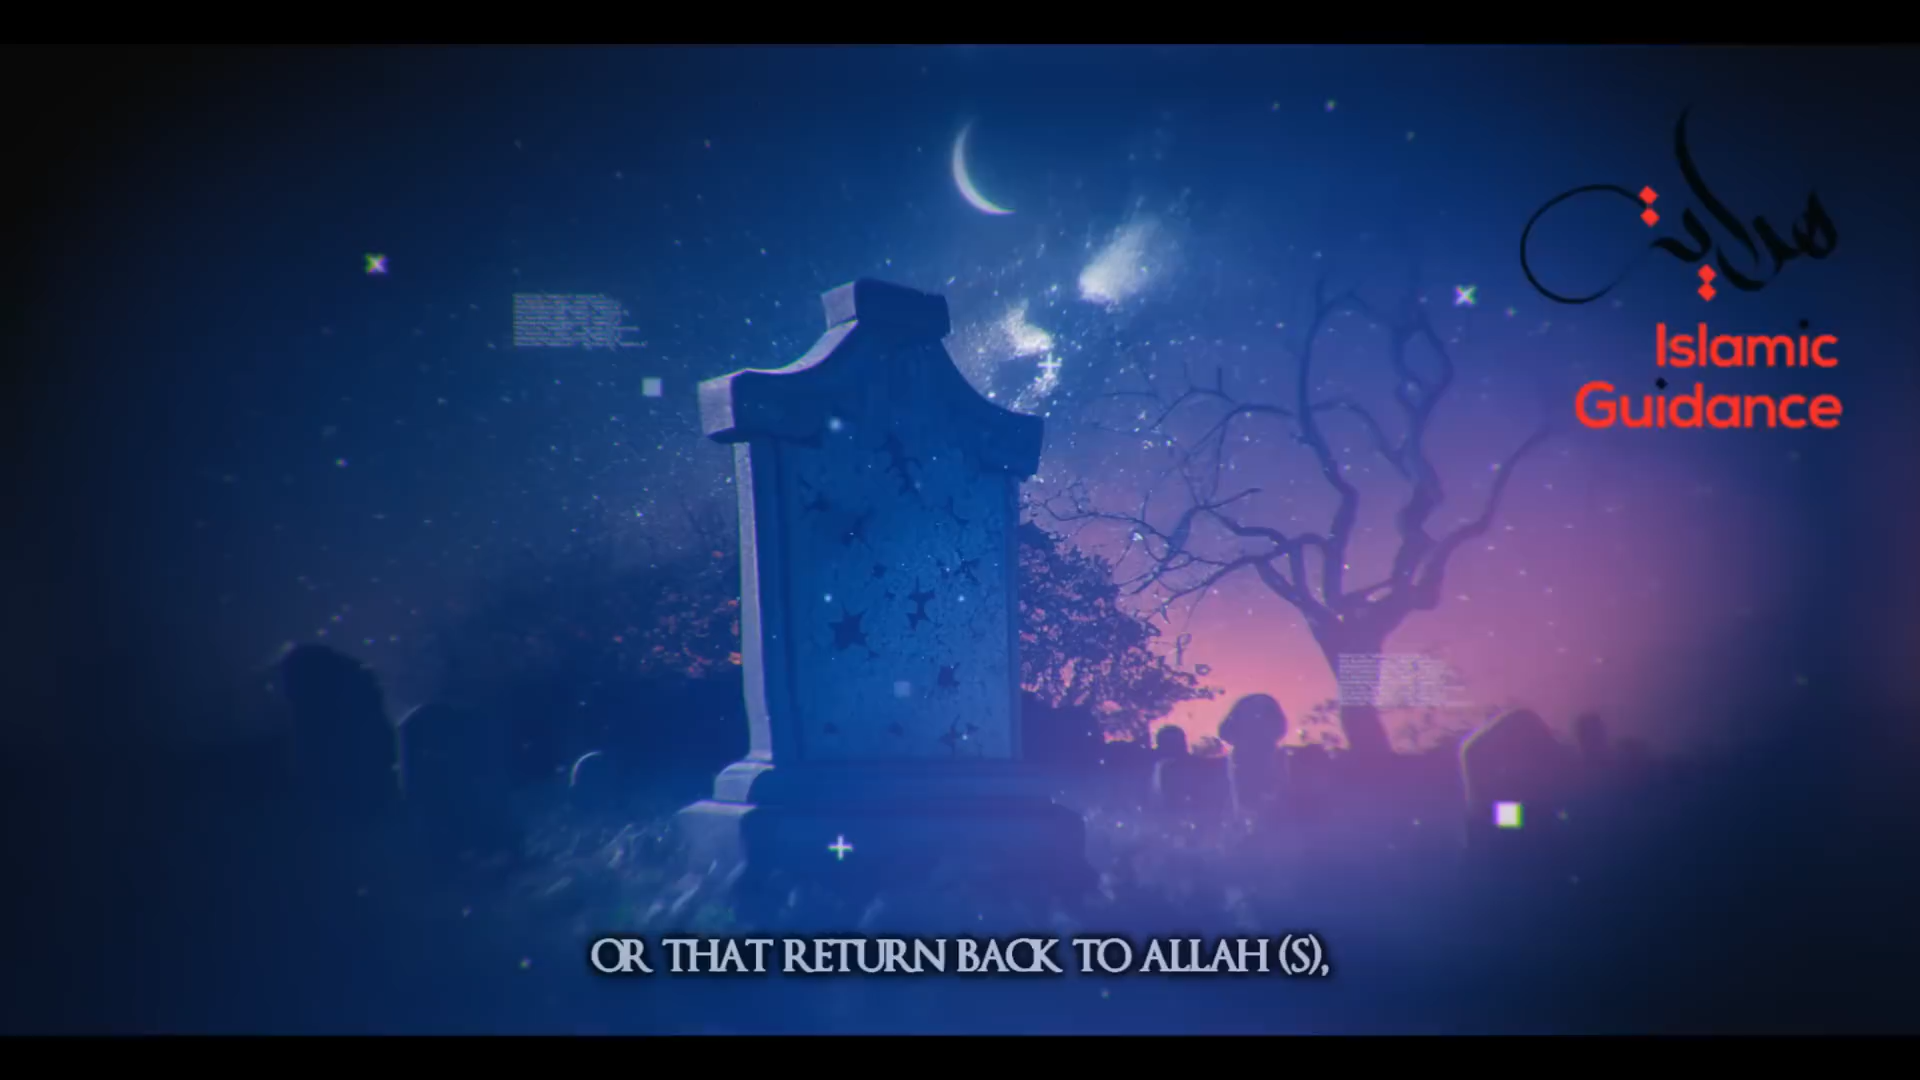 هداية
Islamic
Guidance
OR THAT RETURN BACK TO ALLAH (S),